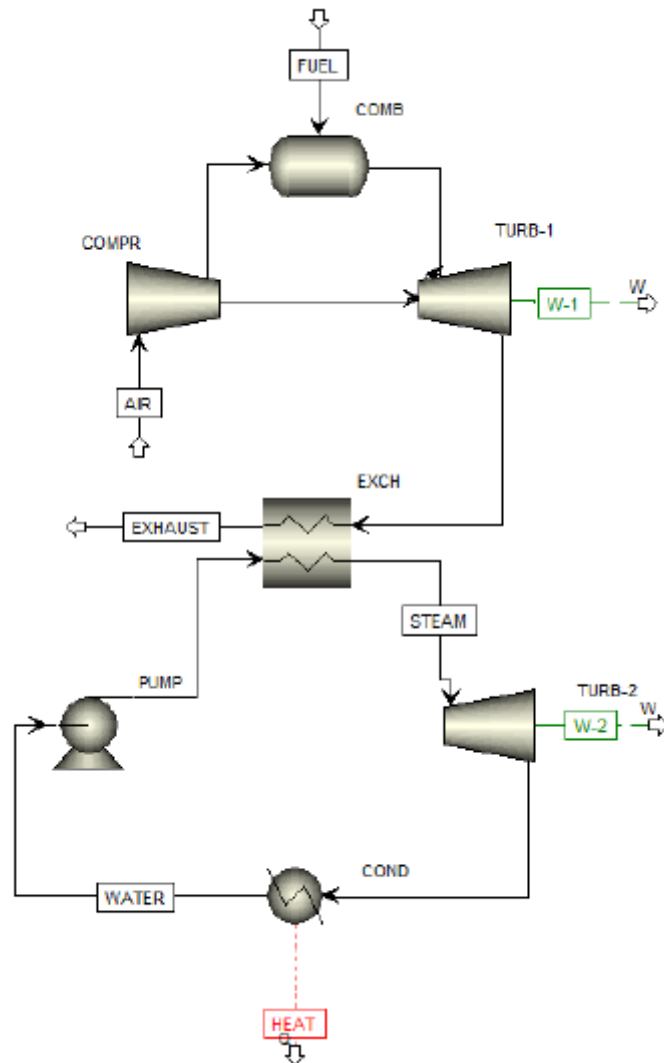 FUEL
COMB
COMPR
TURB-1
W
W-1
AIR
EXCH
EXHAUST
STEAM
PUMP
TURB-2
W
W-2
COND
WATER
HEAT
Q